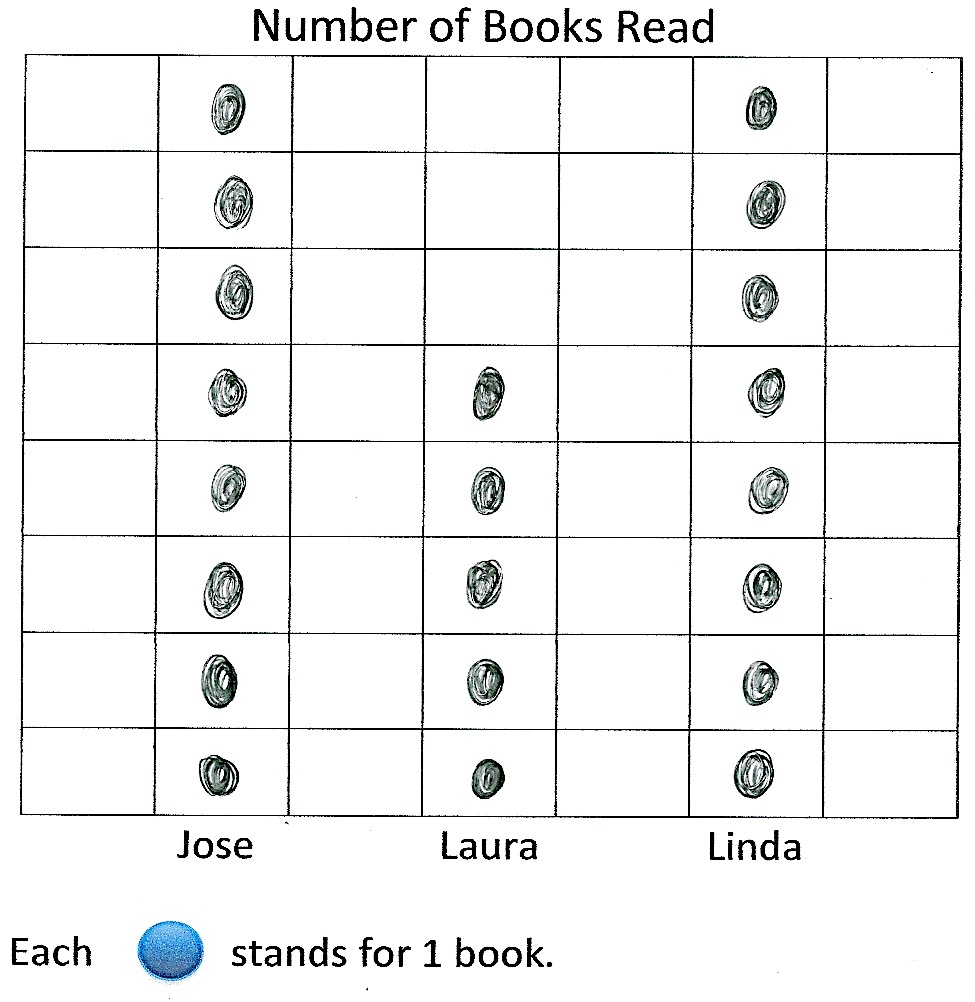 Number of Books Read
Jose Laura Linda
Each stands for 1 book.